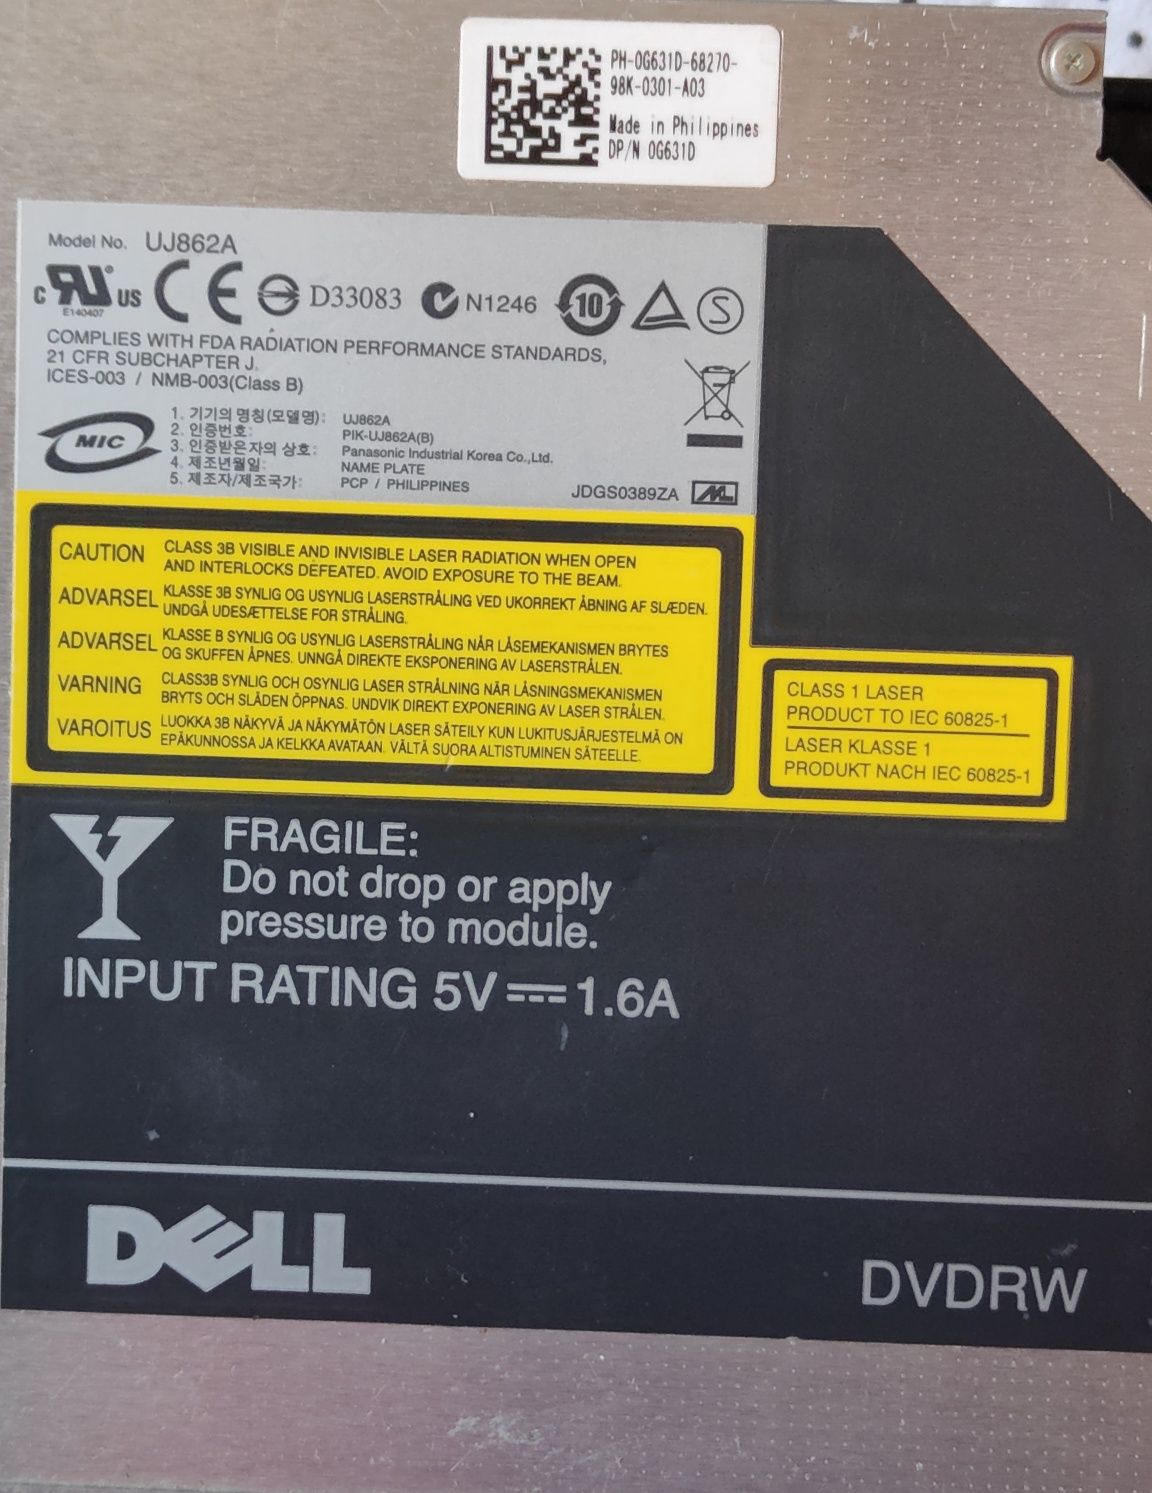 PH-0G631D-68270-
98K-0301-A03
Made in Philippines
DP/N 0G631D
Model No. UJ862A
c RU US CE D33083 N1246 10 S
E140407
COMPLIES WITH FDA RADIATION PERFORMANCE STANDARDS,
21 CFR SUBCHAPTER J.
ICES-003 / NMB-003(Class B)
MIC
1. 기기의 명칭(모델명): UJ862A
2. 인증번호: PIK-UJ862A(B)
3. 인증받은자의 상호: Panasonic Industrial Korea Co.,Ltd.
4. 제조년월일: NAME PLATE
5. 제조자/제조국가: PCP / PHILIPPINES
JDGS0389ZA
CAUTION CLASS 3B VISIBLE AND INVISIBLE LASER RADIATION WHEN OPEN
AND INTERLOCKS DEFEATED. AVOID EXPOSURE TO THE BEAM.
ADVARSEL KLASSE 3B SYNLIG OG USYNLIG LASERSTRÅLING VED UKORREKT ÅBNING AF SLÆDEN.
UNDGÅ UDESÆTTELSE FOR STRÅLING.
ADVARSEL KLASSE B SYNLIG OG USYNLIG LASERSTRÅLING NÅR LÅSEMEKANISMEN BRYTES
OG SKUFFEN ÅPNES. UNNGÅ DIREKTE EKSPONERING AV LASERSTRÅLEN.
VARNING CLASS3B SYNLIG OCH OSYNLIG LASER STRÅLNING NÄR LÅSNINGSMEKANISMEN
BRYTS OCH SLÄDEN ÖPPNAS. UNDVIK DIREKT EXPONERING AV LASER STRÅLEN.
VAROITUS LUOKKA 3B NÄKYVÄ JA NÄKYMÄTÖN LASER SÄTEILY KUN LUKITUSJÄRJESTELMÄ ON
EPÄKUNNOSSA JA KELKKA AVATAAN. VÄLTÄ SUORA ALTISTUMINEN SÄTEELLE.
CLASS 1 LASER
PRODUCT TO IEC 60825-1
LASER KLASSE 1
PRODUKT NACH IEC 60825-1
FRAGILE:
Do not drop or apply
pressure to module.
INPUT RATING 5V ⎓ 1.6A
DELL
DVDRW